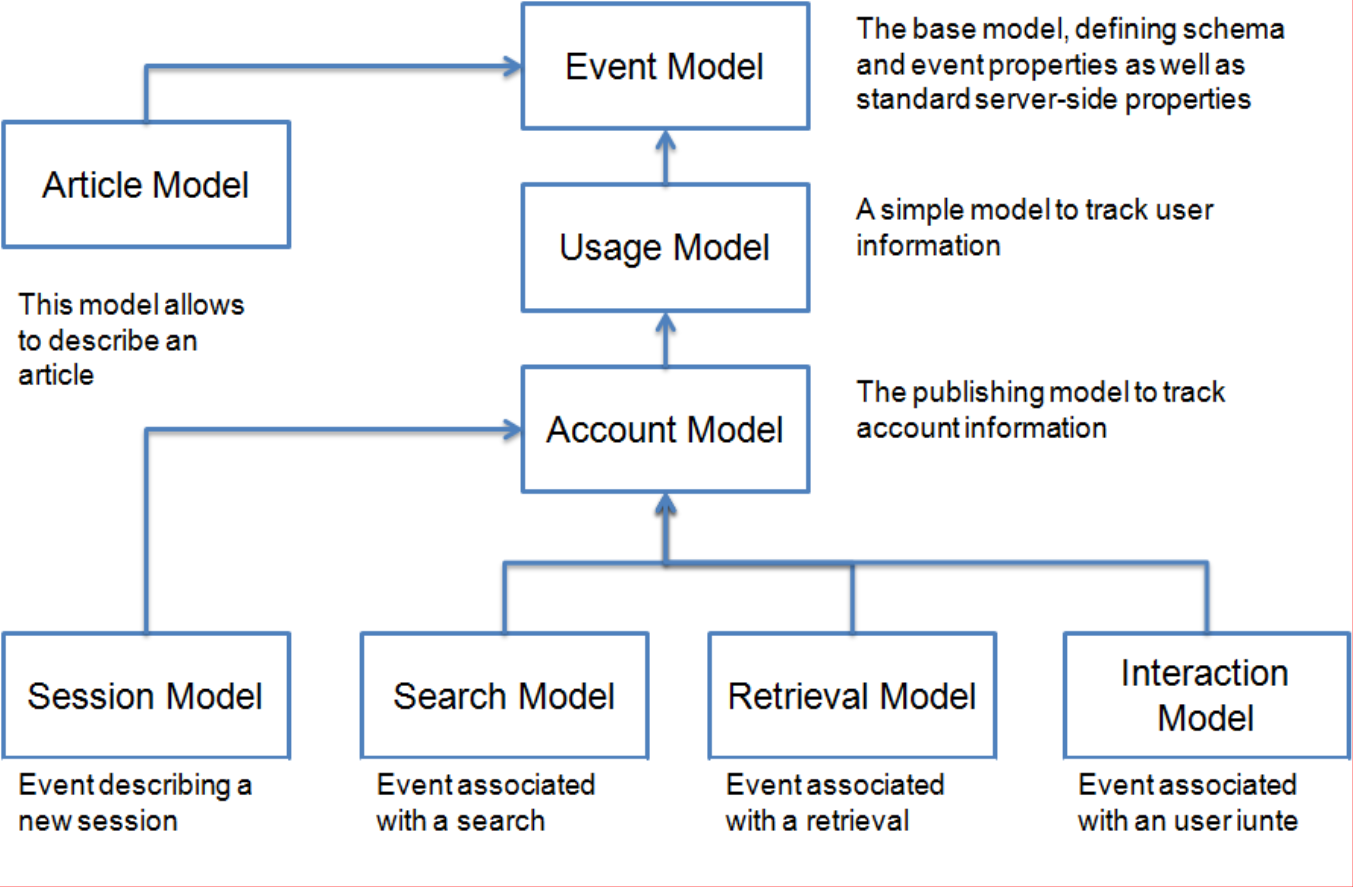 Event Model
The base model, defining schema
and event properties as well as
standard server-side properties
Article Model
This model allows
to describe an
article
Usage Model
A simple model to track user
information
Account Model
The publishing model to track
account information
Session Model
Event describing a
new session
Search Model
Event associated
with a search
Retrieval Model
Event associated
with a retrieval
Interaction
Model
Event associated
with an user iunte